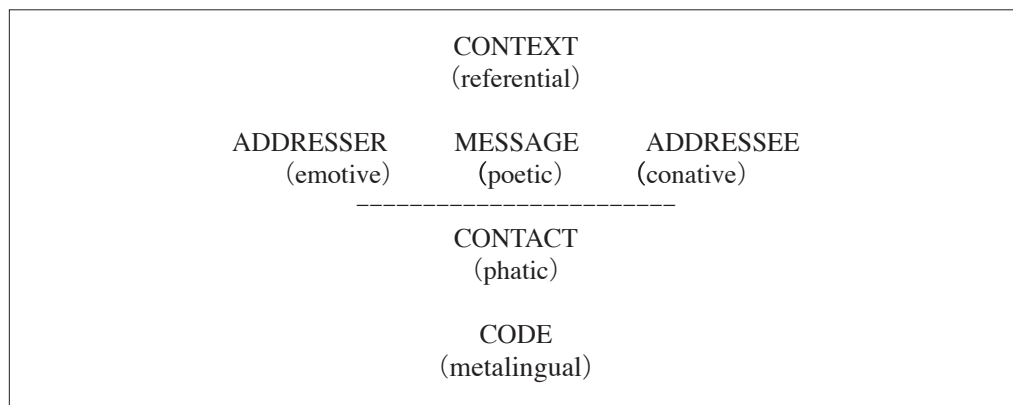 CONTEXT
（referential）
ADDRESSER MESSAGE ADDRESSEE
（emotive） （poetic） （conative）
------------------------
CONTACT
（phatic）
CODE
（metalingual）